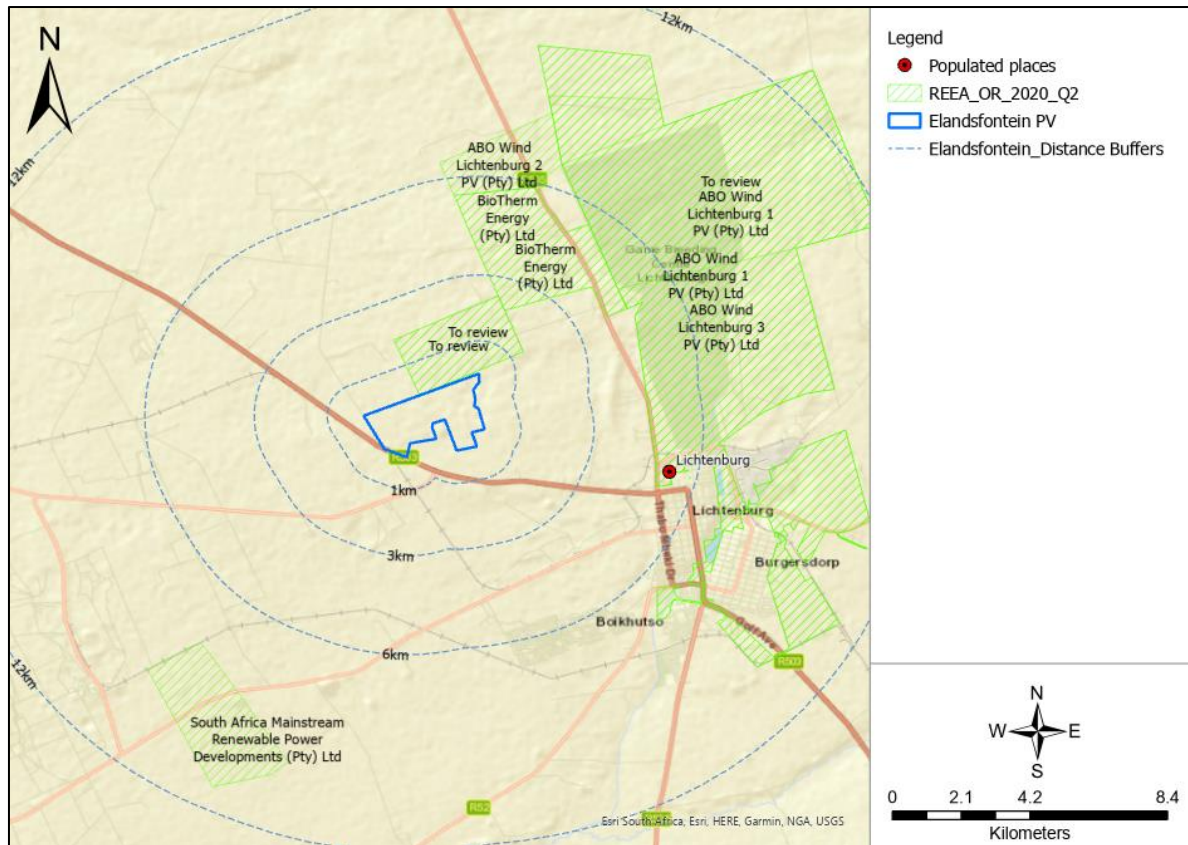 N
12km
12km
12km
ABO Wind
Lichtenburg 2
PV (Pty) Ltd
BioTherm
Energy
(Pty) Ltd
BioTherm
Energy
(Pty) Ltd
To review
ABO Wind
Lichtenburg 1
PV (Pty) Ltd
Game Breeding
ABO Wind
Lichtenburg 1
PV (Pty) Ltd
ABO Wind
Lichtenburg 3
PV (Pty) Ltd
To review
To review
1km
3km
6km
Lichtenburg
Lichtenburg
Burgersdorp
Boikhutso
Golf Ave
R503
R52
South Africa Mainstream
Renewable Power
Developments (Pty) Ltd
Esri South Africa, Esri, HERE, Garmin, NGA, USGS
Legend
Populated places
REEA_OR_2020_Q2
Elandsfontein PV
Elandsfontein_Distance Buffers
N
W
E
S
0
2.1
4.2
8.4
Kilometers